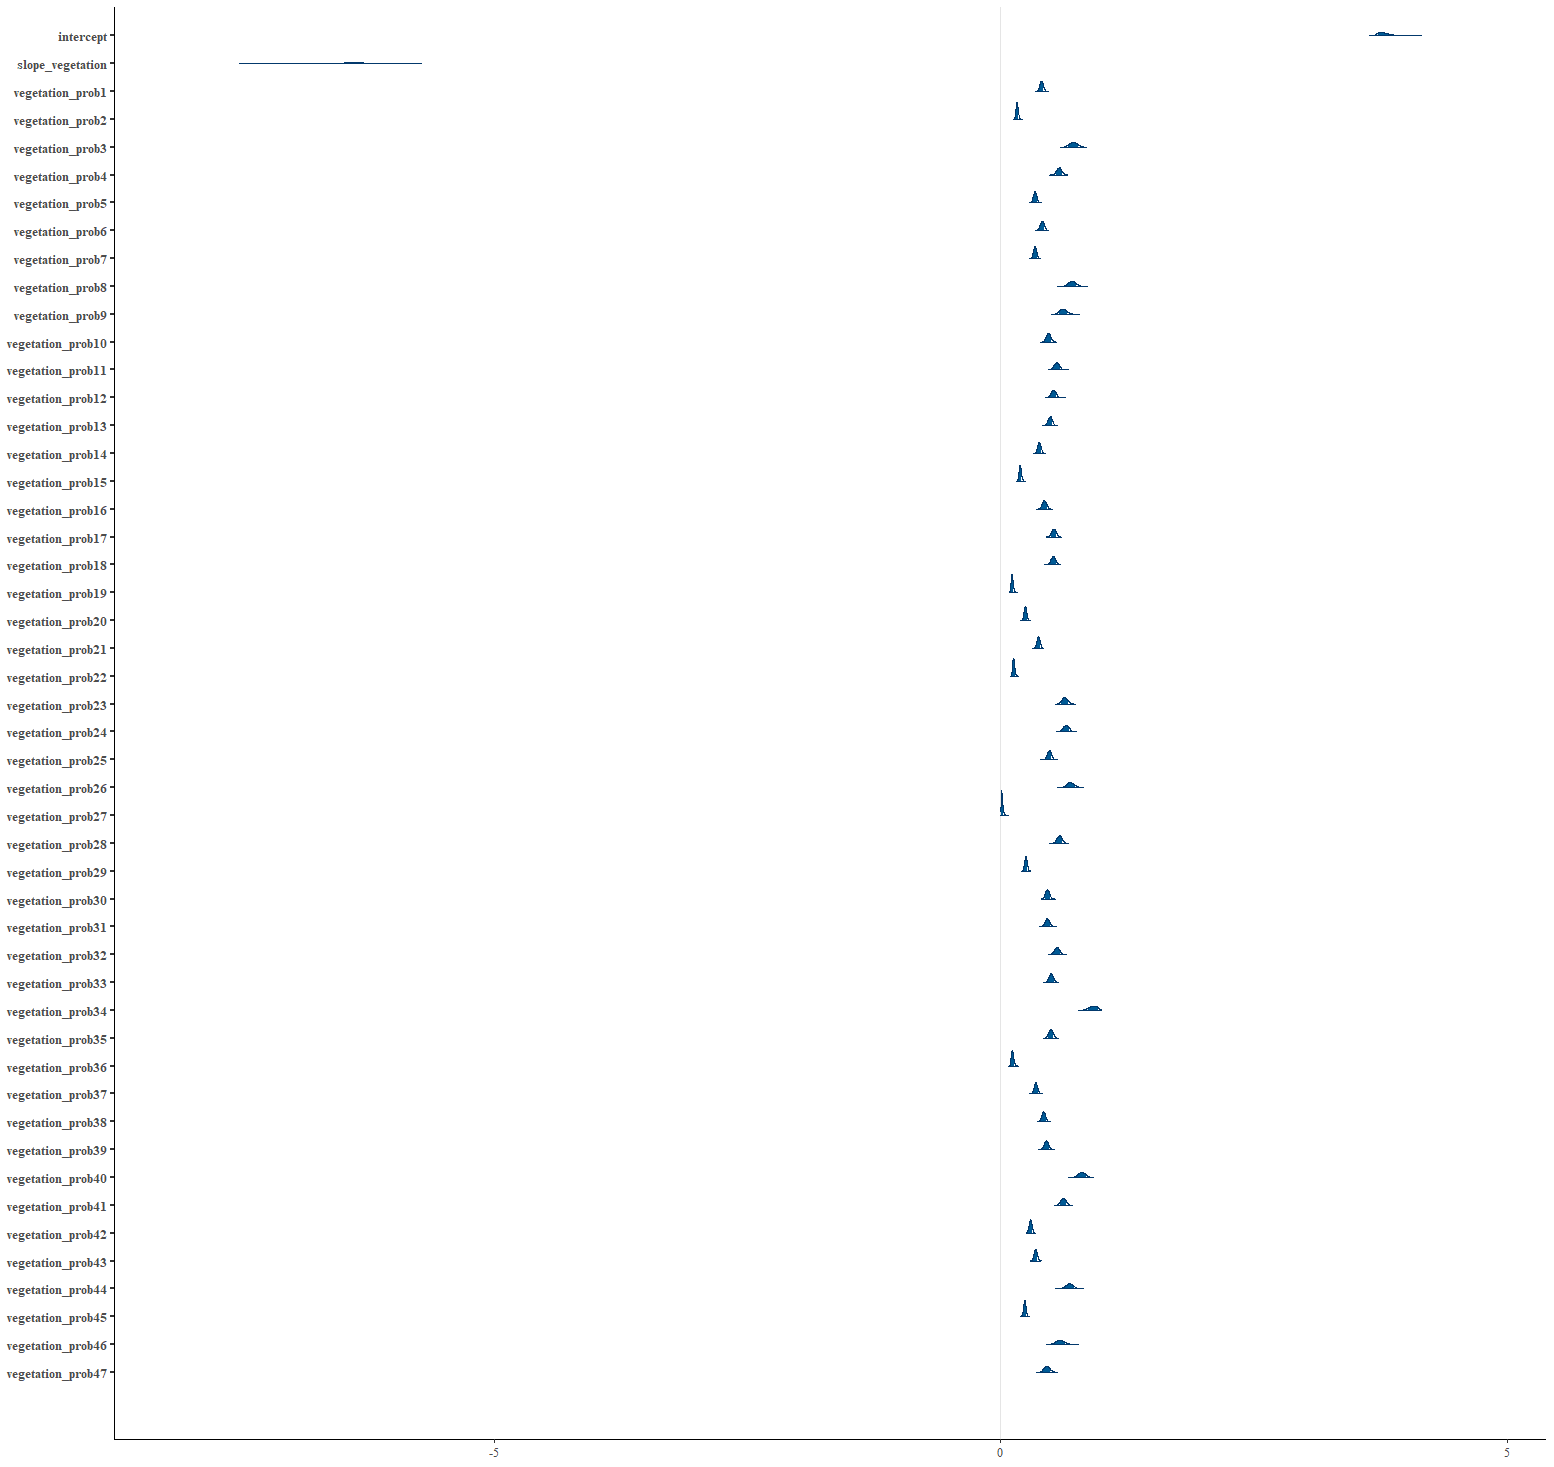 intercept
slope_vegetation
vegetation_prob1
vegetation_prob2
vegetation_prob3
vegetation_prob4
vegetation_prob5
vegetation_prob6
vegetation_prob7
vegetation_prob8
vegetation_prob9
vegetation_prob10
vegetation_prob11
vegetation_prob12
vegetation_prob13
vegetation_prob14
vegetation_prob15
vegetation_prob16
vegetation_prob17
vegetation_prob18
vegetation_prob19
vegetation_prob20
vegetation_prob21
vegetation_prob22
vegetation_prob23
vegetation_prob24
vegetation_prob25
vegetation_prob26
vegetation_prob27
vegetation_prob28
vegetation_prob29
vegetation_prob30
vegetation_prob31
vegetation_prob32
vegetation_prob33
vegetation_prob34
vegetation_prob35
vegetation_prob36
vegetation_prob37
vegetation_prob38
vegetation_prob39
vegetation_prob40
vegetation_prob41
vegetation_prob42
vegetation_prob43
vegetation_prob44
vegetation_prob45
vegetation_prob46
vegetation_prob47
-5 0 5